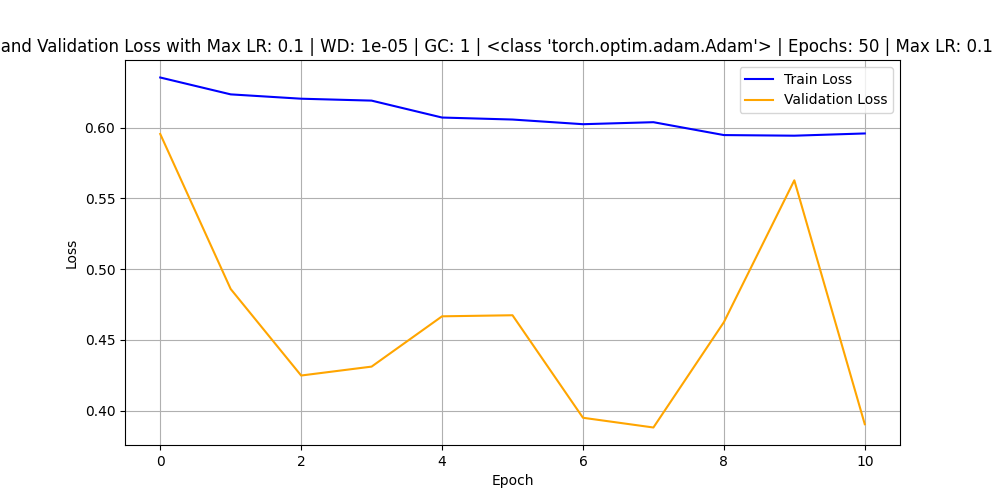 and Validation Loss with Max LR: 0.1 | WD: 1e-05 | GC: 1 | <class 'torch.optim.adam.Adam'> | Epochs: 50 | Max LR: 0.1
Train Loss
Validation Loss
0.60
0.55
0.50
0.45
0.40
Loss
0 2 4 6 8 10
Epoch